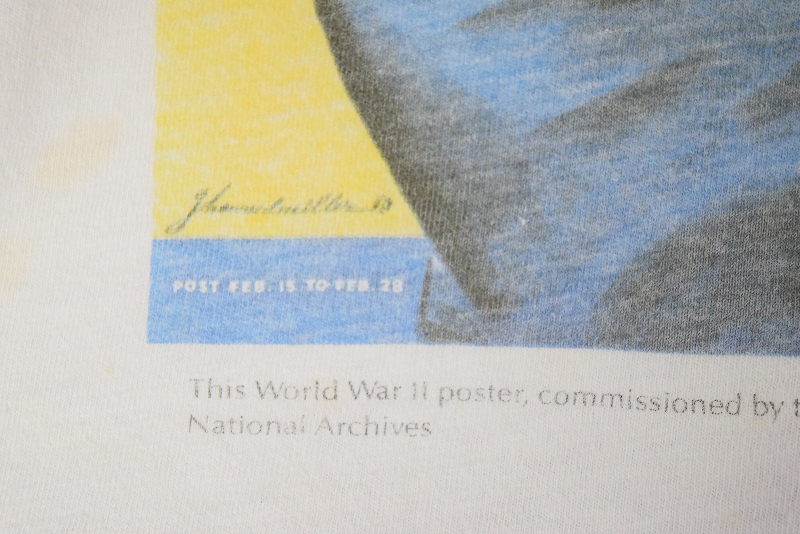 J Howard Miller
POST FEB. 15 TO FEB. 28
This World War II poster, commissioned by t
National Archives